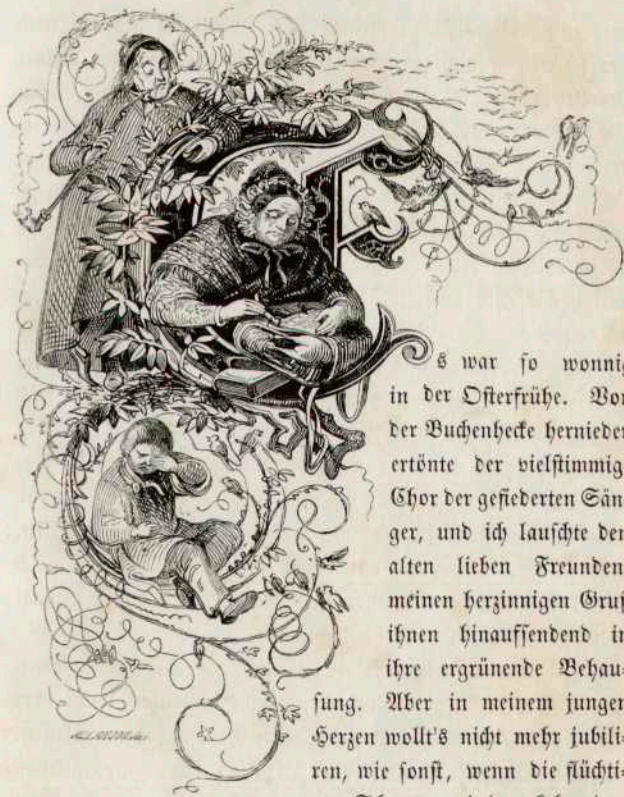 Es war so wonnig
in der Osterfrühe. Von
der Buchenhecke hernieder
ertönte der vielstimmige
Chor der gefiederten Sän-
ger, und ich lauschte den
alten lieben Freunden,
meinen herzinnigen Gruß
ihnen hinaufsendend in
ihre ergrünende Behau-
sung. Aber in meinem jungen
Herzen wollt's nicht mehr jubili-
ren, wie sonst, wenn die flüchti-